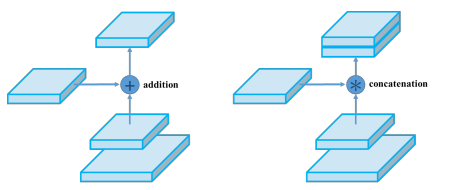 + addition
* concatenation